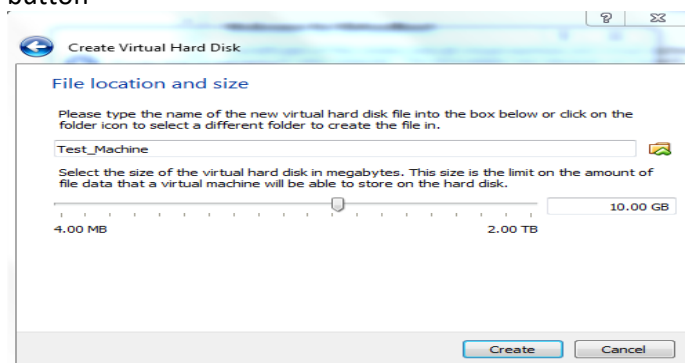 button
Create Virtual Hard Disk
File location and size
Please type the name of the new virtual hard disk file into the box below or click on the
folder icon to select a different folder to create the file in.
Test_Machine
Select the size of the virtual hard disk in megabytes. This size is the limit on the amount of
file data that a virtual machine will be able to store on the hard disk.
10.00 GB
4.00 MB 2.00 TB
Create Cancel